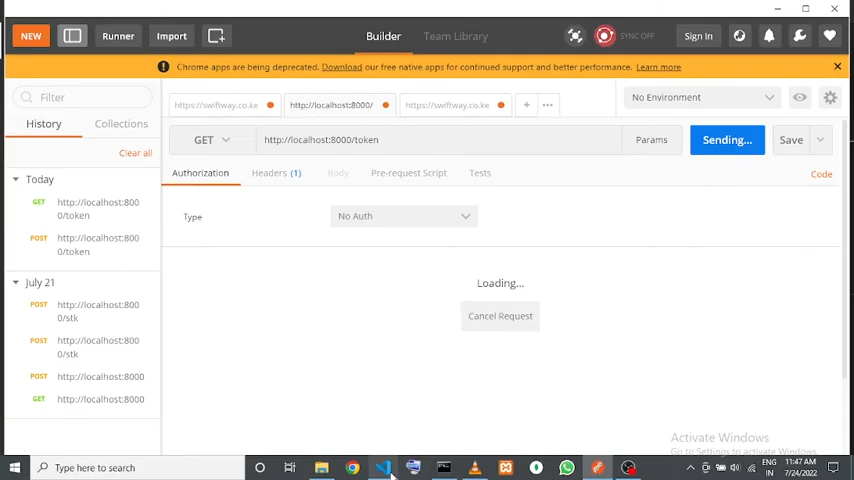 NEW
Runner
Import
Builder
Team Library
SYNC OFF
Sign In
Chrome apps are being deprecated. Download our free native apps for continued support and better performance. Learn more
Filter
https://swiftway.co.ke
http://localhost:8000/
https://swiftway.co.ke
No Environment
History
Collections
GET
http://localhost:8000/token
Params
Sending...
Save
Clear all
Authorization
Headers (1)
Body
Pre-request Script
Tests
Code
Today
GET
http://localhost:800
0/token
POST
http://localhost:800
0/token
Type
No Auth
July 21
POST
http://localhost:800
0/stk
POST
http://localhost:800
0/stk
POST
http://localhost:8000
GET
http://localhost:8000
Loading...
Cancel Request
Activate Windows
Go to Settings to activate Windows.
Type here to search
ENG
IN
11:47 AM
7/24/2022